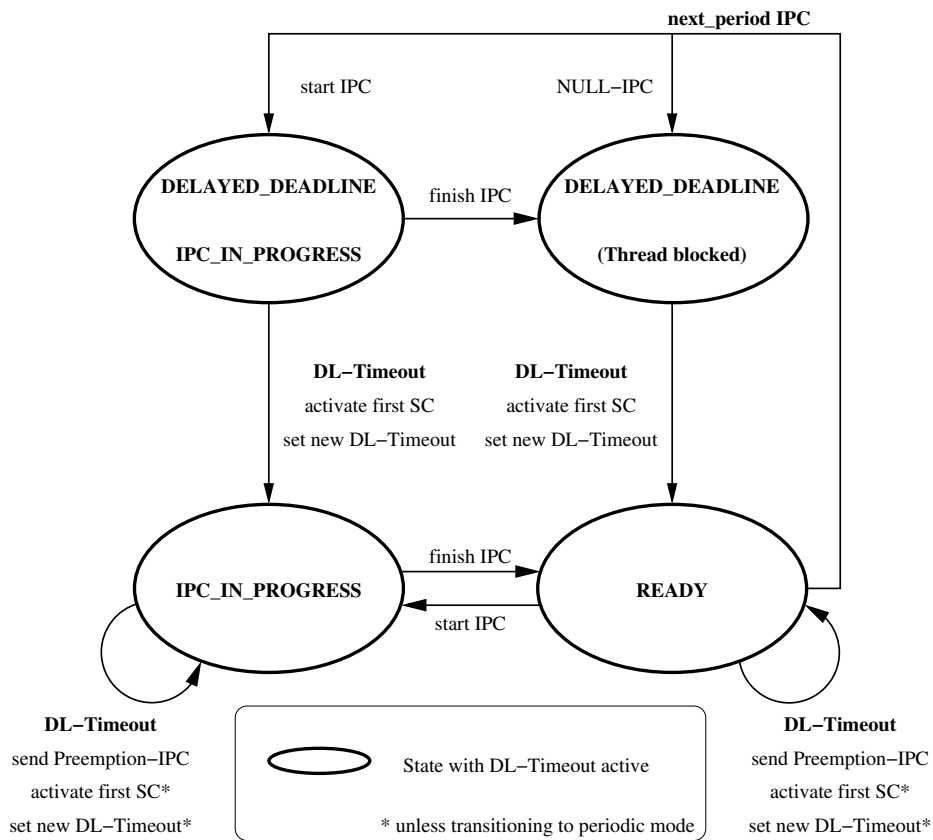 next_period IPC
start IPC
NULL−IPC
DELAYED_DEADLINE
IPC_IN_PROGRESS
finish IPC
DELAYED_DEADLINE
(Thread blocked)
DL−Timeout
activate first SC
set new DL−Timeout
DL−Timeout
activate first SC
set new DL−Timeout
IPC_IN_PROGRESS
finish IPC
start IPC
READY
DL−Timeout
send Preemption−IPC
activate first SC*
set new DL−Timeout*
State with DL−Timeout active
* unless transitioning to periodic mode
DL−Timeout
send Preemption−IPC
activate first SC*
set new DL−Timeout*